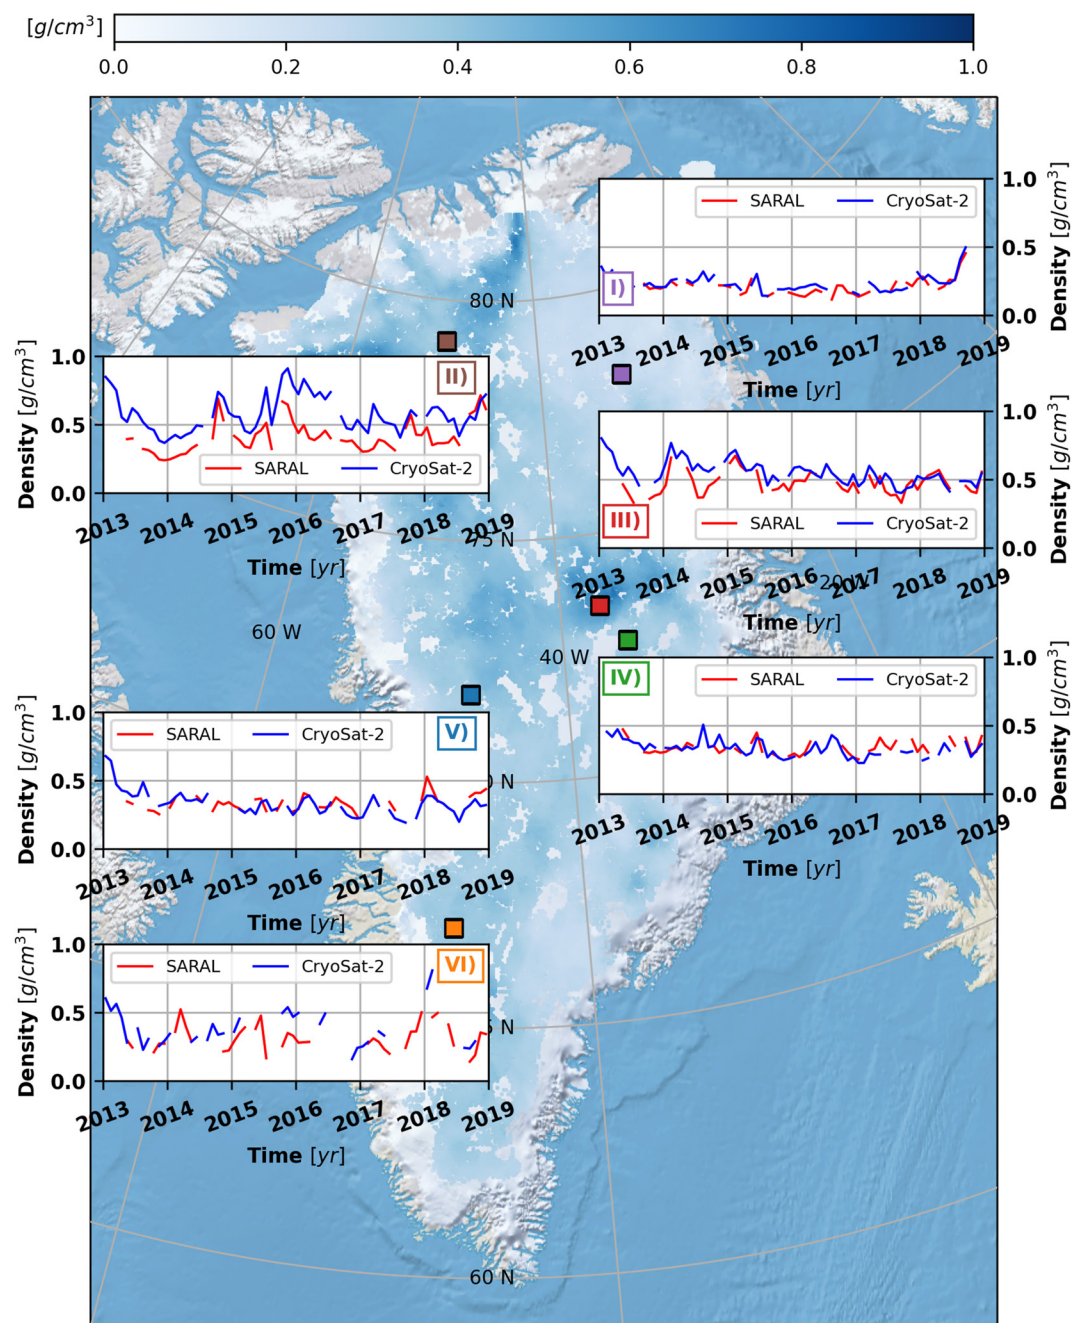 [g/cm³]
0.0 0.2 0.4 0.6 0.8 1.0
80 N
75 N
0 N
5 N
60 N
60 W
40 W
20 W
I)
SARAL CryoSat-2
1.0
0.5
0.0
Density [g/cm³]
2013 2014 2015 2016 2017 2018 2019
Time [yr]
II)
SARAL CryoSat-2
1.0
0.5
0.0
Density [g/cm³]
2013 2014 2015 2016 2017 2018 2019
Time [yr]
III)
SARAL CryoSat-2
1.0
0.5
0.0
Density [g/cm³]
2013 2014 2015 2016 2017 2018 2019
Time [yr]
IV)
SARAL CryoSat-2
1.0
0.5
0.0
Density [g/cm³]
2013 2014 2015 2016 2017 2018 2019
Time [yr]
V)
SARAL CryoSat-2
1.0
0.5
0.0
Density [g/cm³]
2013 2014 2015 2016 2017 2018 2019
Time [yr]
VI)
SARAL CryoSat-2
1.0
0.5
0.0
Density [g/cm³]
2013 2014 2015 2016 2017 2018 2019
Time [yr]